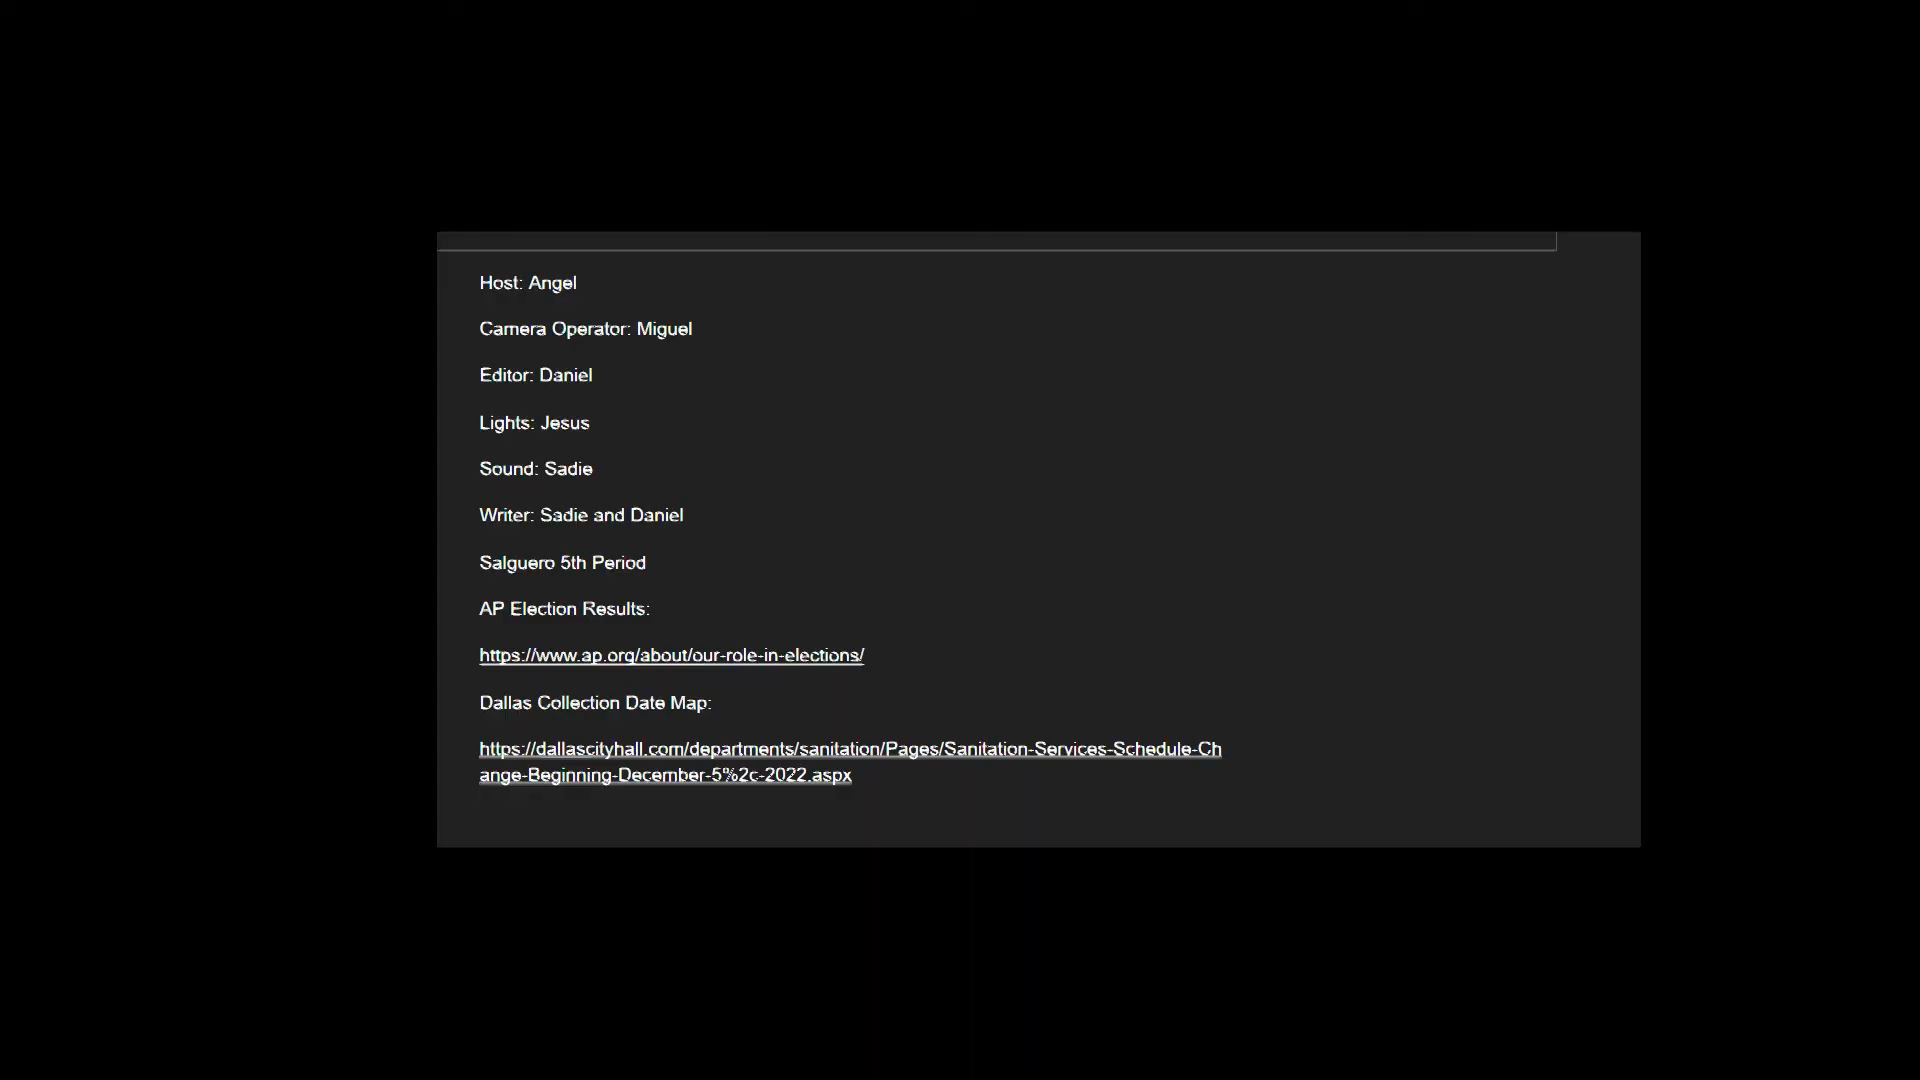 Host: Angel
Camera Operator: Miguel
Editor: Daniel
Lights: Jesus
Sound: Sadie
Writer: Sadie and Daniel
Salguero 5th Period
AP Election Results:
https://www.ap.org/about/our-role-in-elections/
Dallas Collection Date Map:
https://dallascityhall.com/departments/sanitation/Pages/Sanitation-Services-Schedule-Ch
ange-Beginning-December-5%2c-2022.aspx